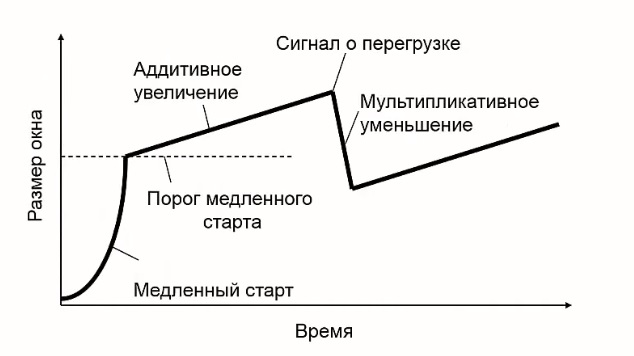 Сигнал о перегрузке
Аддитивное
увеличение
Мультипликативное
уменьшение
Размер окна
Порог медленного
старта
Медленный старт
Время